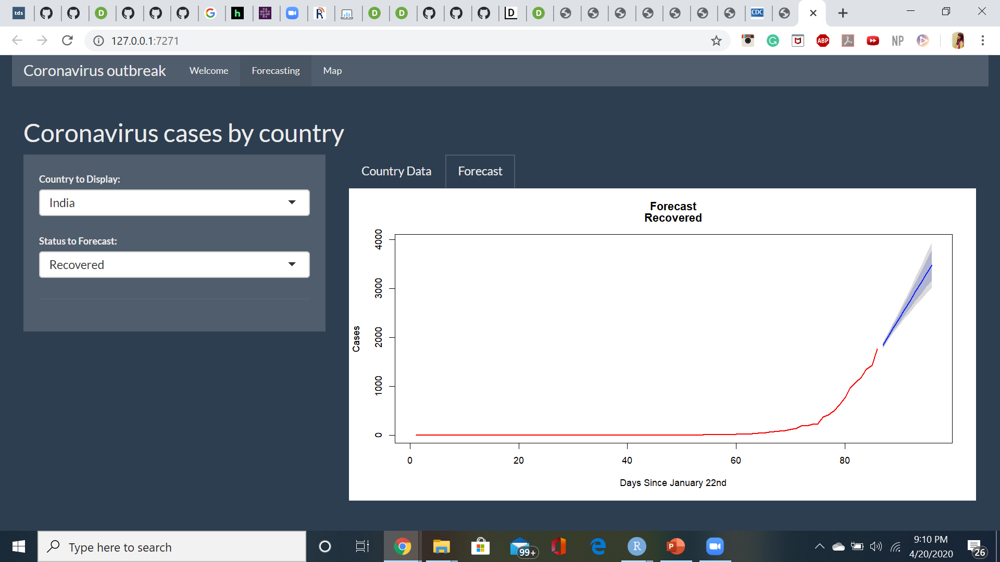 tds
D
G
h
R
D
D
D
D
CDC
127.0.0.1:7271
ABP
NP
Coronavirus outbreak
Welcome
Forecasting
Map
Coronavirus cases by country
Country to Display:
India
Status to Forecast:
Recovered
Country Data
Forecast
Forecast
Recovered
4000
3000
2000
1000
0
Cases
0
20
40
60
80
Days Since January 22nd
Type here to search
99+
R
P
9:10 PM
4/20/2020
26